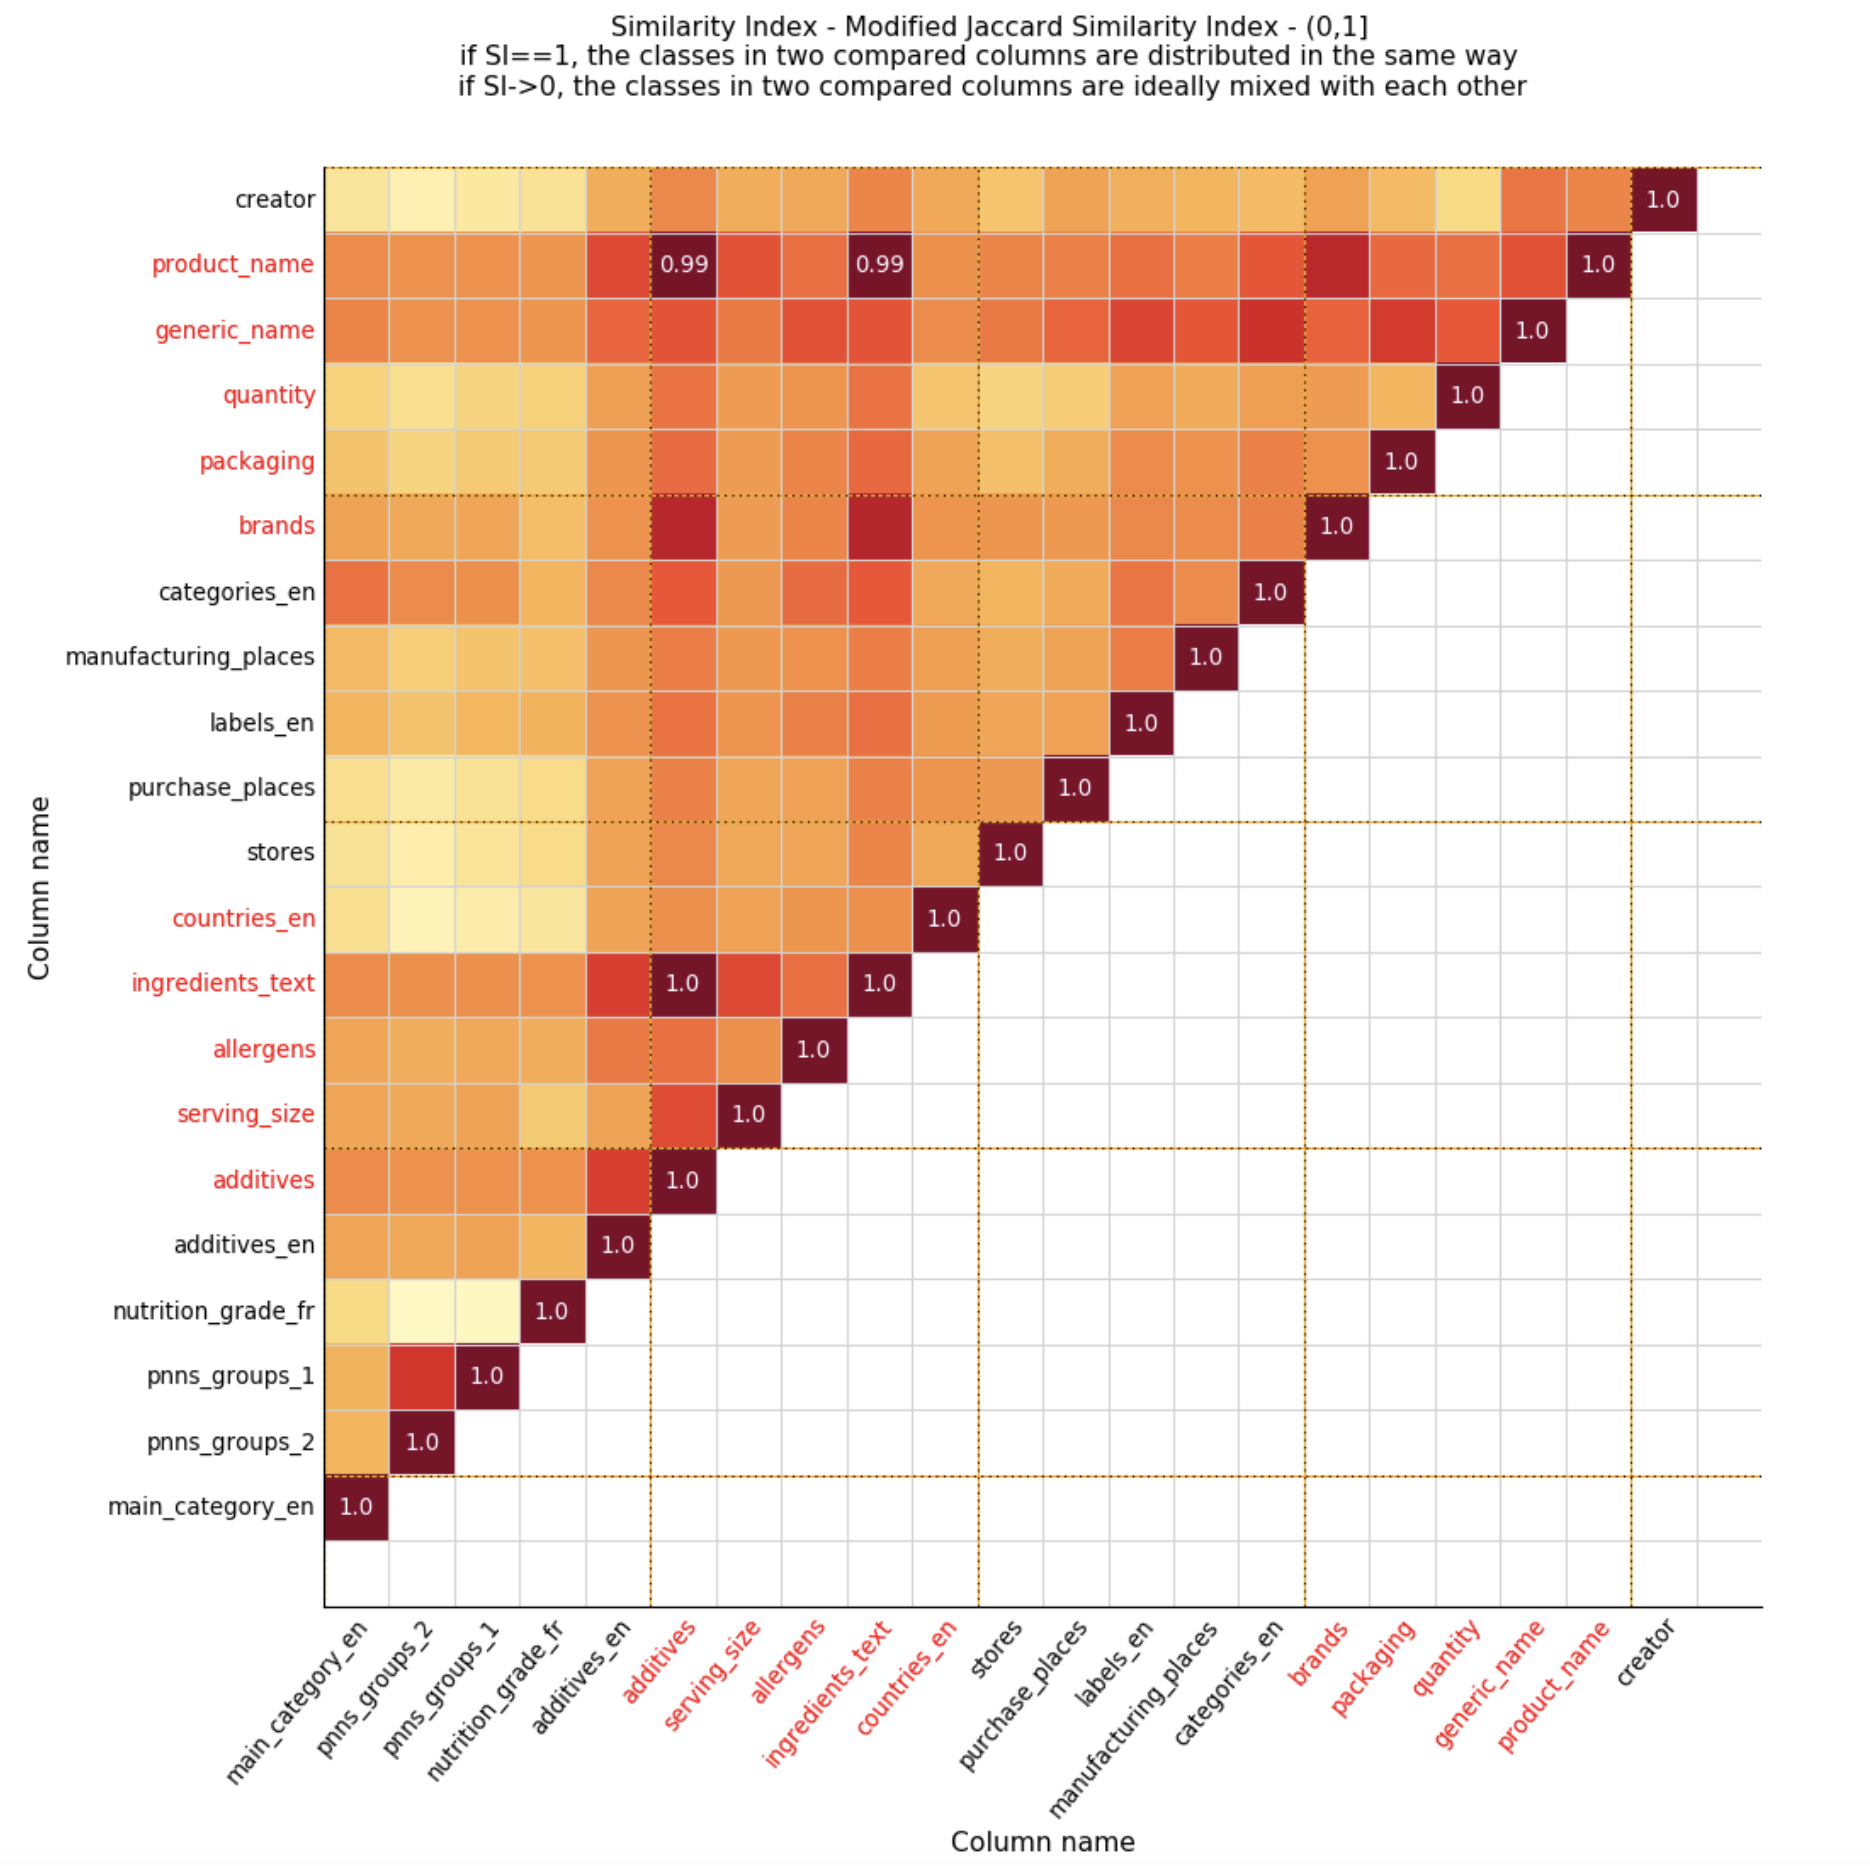 Similarity Index - Modified Jaccard Similarity Index - (0,1]
if SI==1, the classes in two compared columns are distributed in the same way
if SI->0, the classes in two compared columns are ideally mixed with each other
creator 1.0
product_name 0.99 0.99 1.0
generic_name 1.0
quantity 1.0
packaging 1.0
brands 1.0
categories_en 1.0
manufacturing_places 1.0
labels_en 1.0
purchase_places 1.0
stores 1.0
countries_en 1.0
ingredients_text 1.0 1.0
allergens 1.0
serving_size 1.0
additives 1.0
additives_en 1.0
nutrition_grade_fr 1.0
pnns_groups_1 1.0
pnns_groups_2 1.0
main_category_en 1.0
Column name
main_category_en
pnns_groups_2
pnns_groups_1
nutrition_grade_fr
additives_en
additives
serving_size
allergens
ingredients_text
countries_en
stores
purchase_places
labels_en
manufacturing_places
categories_en
brands
packaging
quantity
generic_name
product_name
creator
Column name